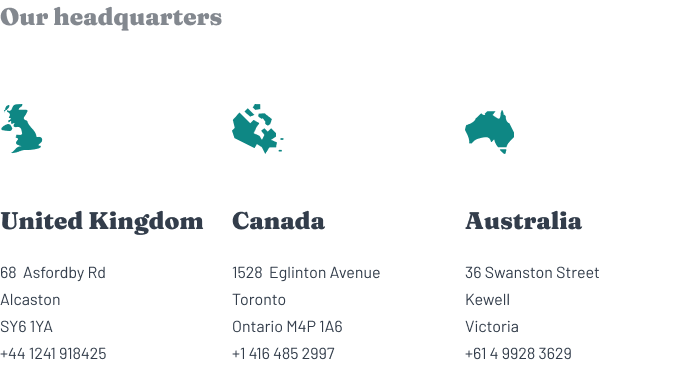 Our headquarters
United Kingdom
68 Asfordby Rd
Alcaston
SY6 1YA
+44 1241 918425
Canada
1528 Eglinton Avenue
Toronto
Ontario M4P 1A6
+1 416 485 2997
Australia
36 Swanston Street
Kewell
Victoria
+61 4 9928 3629